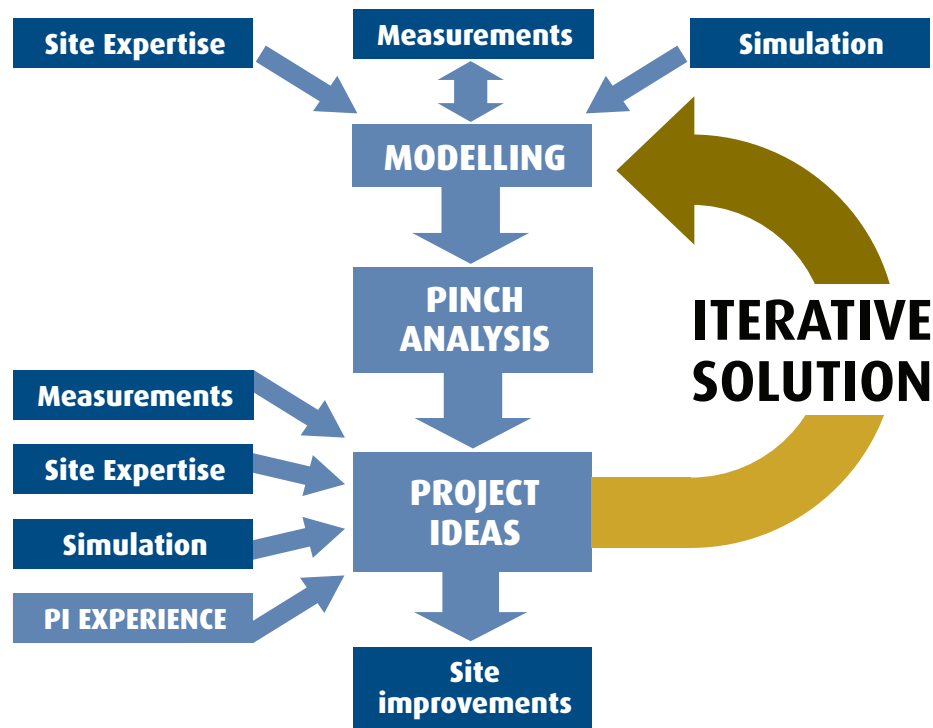 Site Expertise
Measurements
Simulation
MODELLING
PINCH
ANALYSIS
ITERATIVE
SOLUTION
Measurements
Site Expertise
Simulation
PI EXPERIENCE
PROJECT
IDEAS
Site
improvements